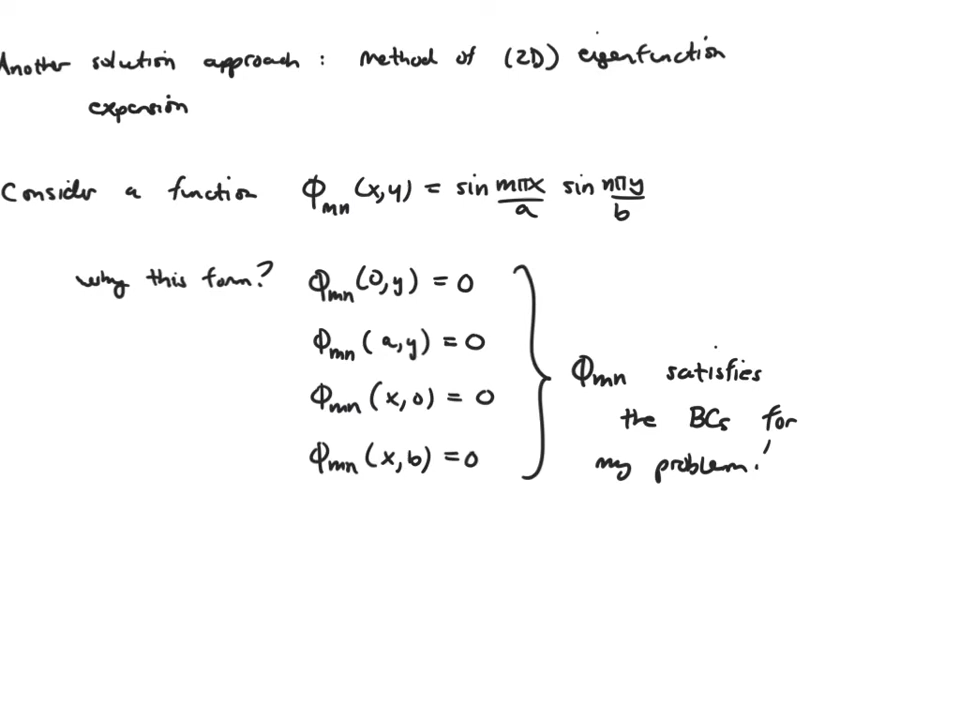 Another solution approach : method of (2D) eigenfunction
expansion
Consider a function ϕmn (x,y) = sin mπx/a sin nπy/b
why this form? ϕmn (0,y) = 0
ϕmn (a,y) = 0
ϕmn (x,0) = 0
ϕmn (x,b) = 0
ϕmn satisfies
the BCs for
my problem!